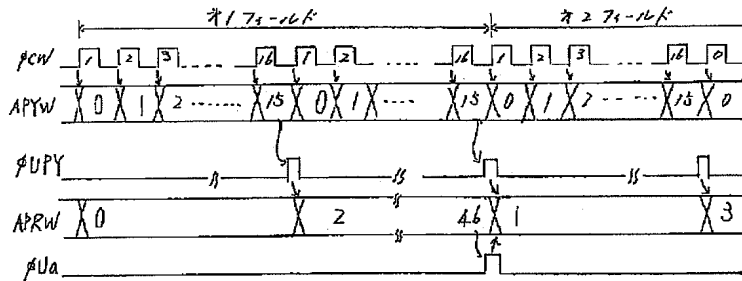 オ1フィールド オ2フィールド
φCW 1 2 3 16 1 2 16 1 2 3 16 0
APYW 0 1 2 ...... 15 0 1 .... 15 0 1 2 ..... 15 0
φUPY
APRW 0 2 46 1 3
φUa